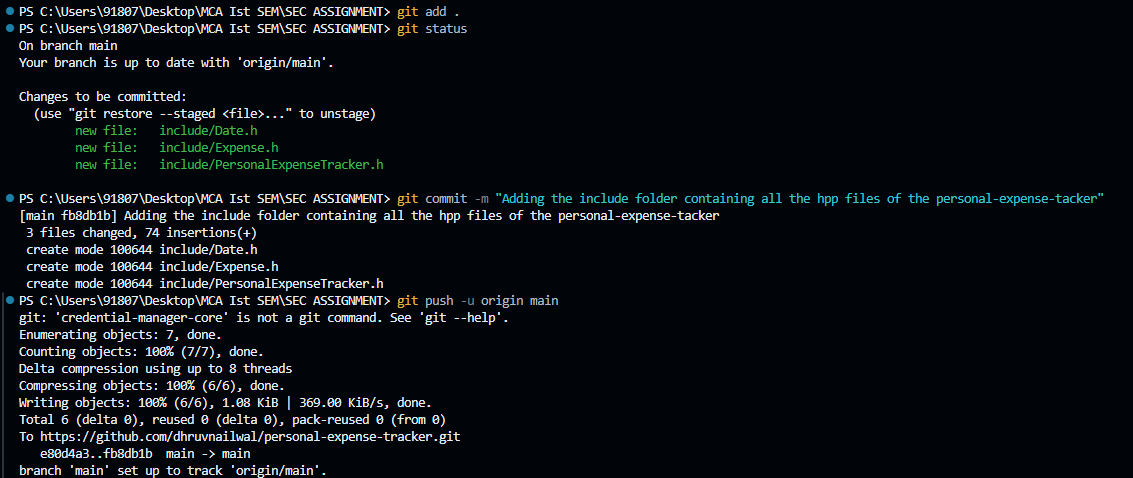 PS C:\Users\91807\Desktop\MCA Ist SEM\SEC ASSIGNMENT> git add .
PS C:\Users\91807\Desktop\MCA Ist SEM\SEC ASSIGNMENT> git status
On branch main
Your branch is up to date with 'origin/main'.
Changes to be committed:
(use "git restore --staged <file>..." to unstage)
new file: include/Date.h
new file: include/Expense.h
new file: include/PersonalExpenseTracker.h
PS C:\Users\91807\Desktop\MCA Ist SEM\SEC ASSIGNMENT> git commit -m "Adding the include folder containing all the hpp files of the personal-expense-tacker"
[main fb8db1b] Adding the include folder containing all the hpp files of the personal-expense-tacker
3 files changed, 74 insertions(+)
create mode 100644 include/Date.h
create mode 100644 include/Expense.h
create mode 100644 include/PersonalExpenseTracker.h
PS C:\Users\91807\Desktop\MCA Ist SEM\SEC ASSIGNMENT> git push -u origin main
git: 'credential-manager-core' is not a git command. See 'git --help'.
Enumerating objects: 7, done.
Counting objects: 100% (7/7), done.
Delta compression using up to 8 threads
Compressing objects: 100% (6/6), done.
Writing objects: 100% (6/6), 1.08 KiB | 369.00 KiB/s, done.
Total 6 (delta 0), reused 0 (delta 0), pack-reused 0 (from 0)
To https://github.com/dhruvnailwal/personal-expense-tracker.git
e80d4a3..fb8db1b main -> main
branch 'main' set up to track 'origin/main'.